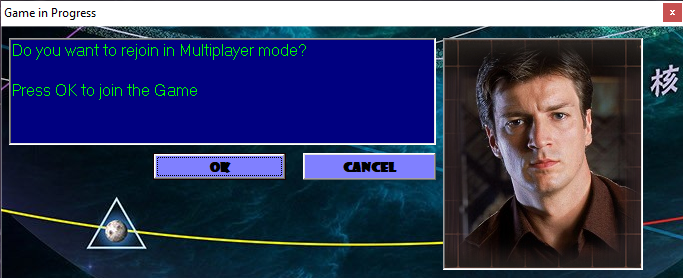 Game in Progress
Do you want to rejoin in Multiplayer mode?
Press OK to join the Game
核
OK
CANCEL